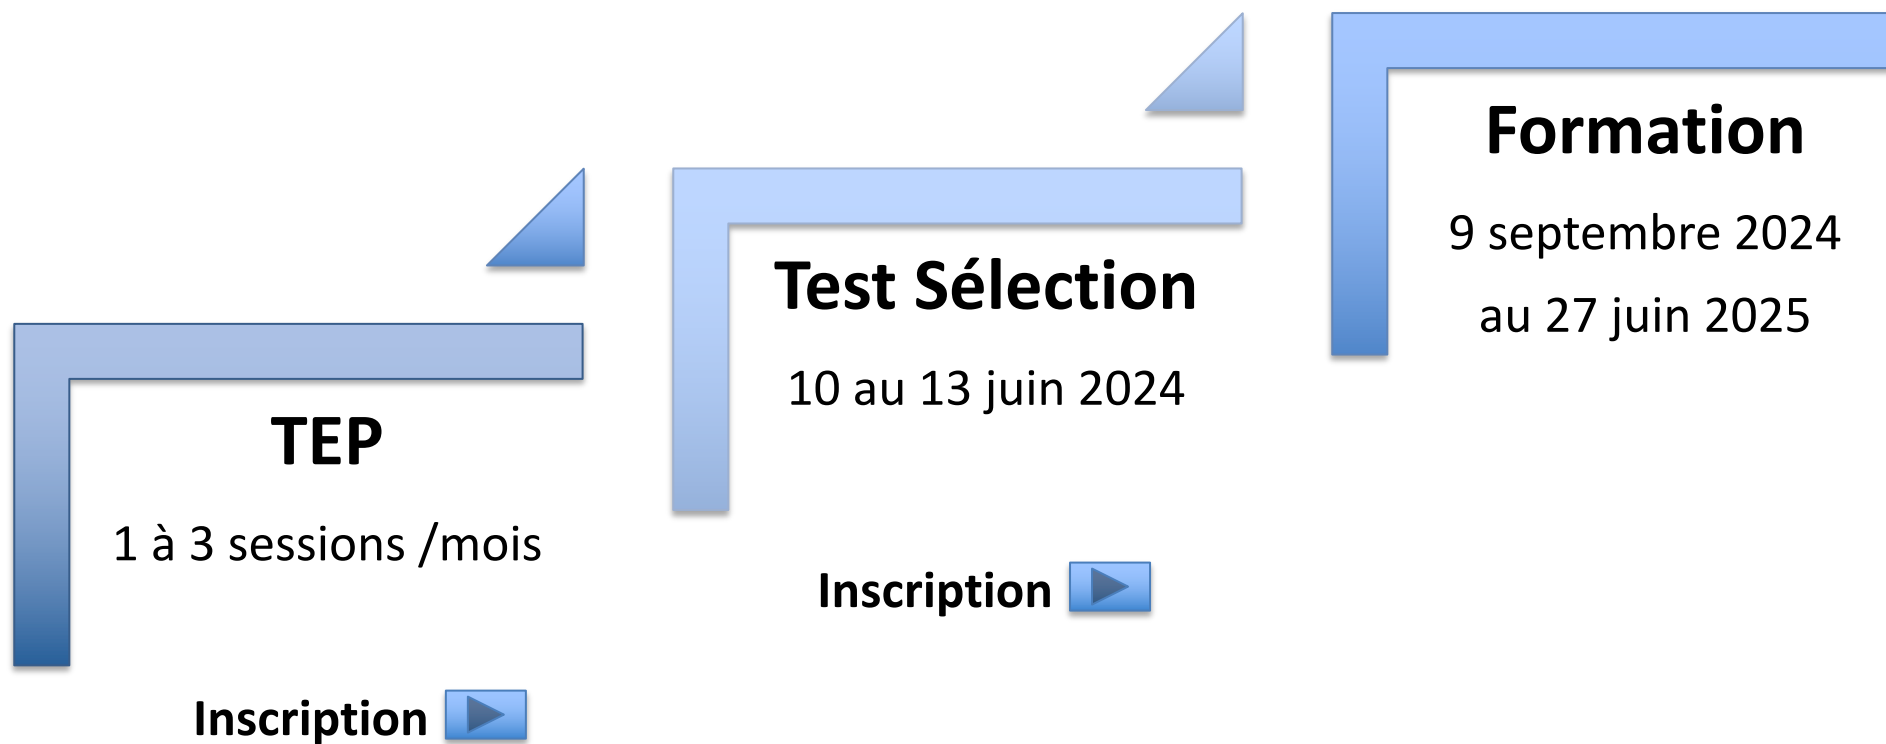 TEP
1 à 3 sessions /mois
Inscription
Test Sélection
10 au 13 juin 2024
Inscription
Formation
9 septembre 2024
au 27 juin 2025